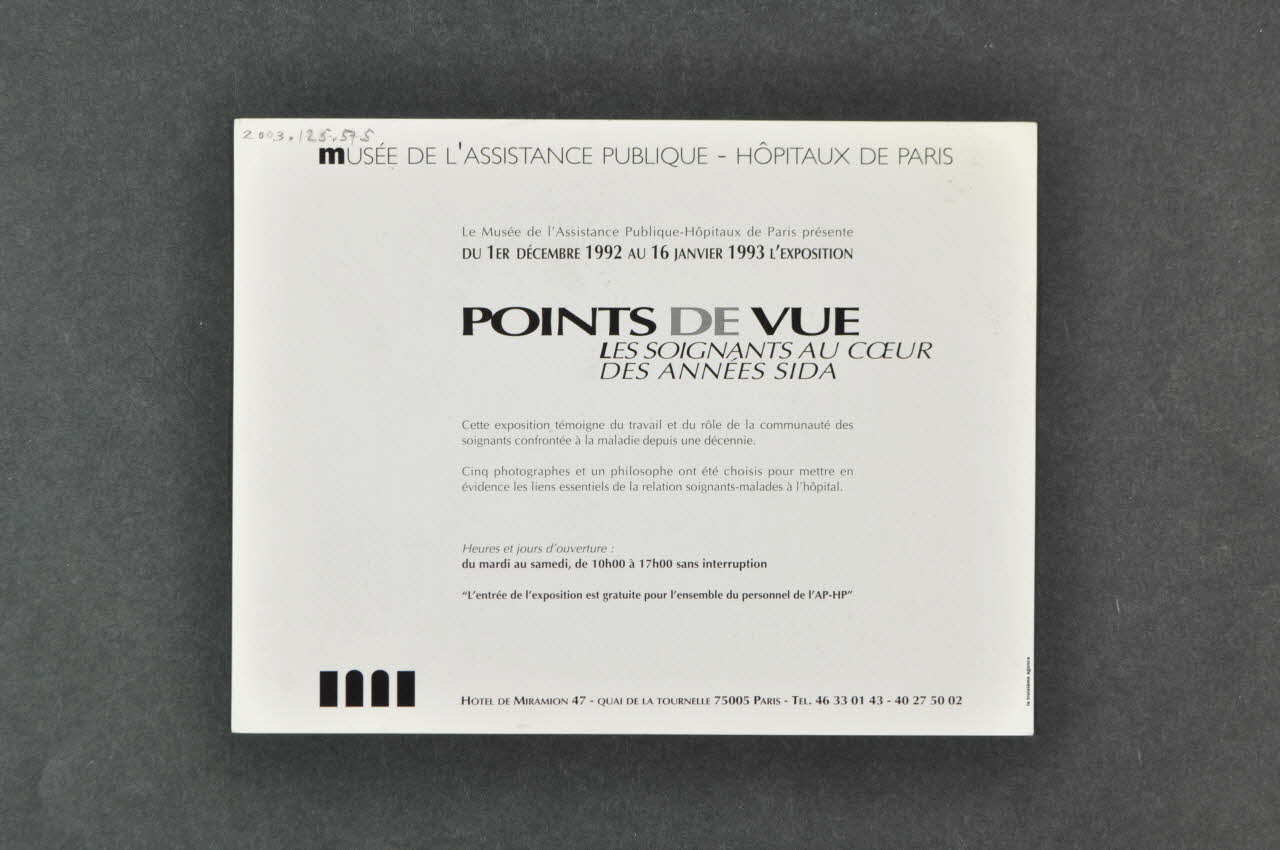 2003.125.575
MUSÉE DE L'ASSISTANCE PUBLIQUE - HÔPITAUX DE PARIS
Le Musée de l'Assistance Publique-Hôpitaux de Paris présente
DU 1ER DÉCEMBRE 1992 AU 16 JANVIER 1993 L'EXPOSITION
POINTS DE VUE
LES SOIGNANTS AU CŒUR
DES ANNÉES SIDA
Cette exposition témoigne du travail et du rôle de la communauté des
soignants confrontée à la maladie depuis une décennie.
Cinq photographes et un philosophe ont été choisis pour mettre en
évidence les liens essentiels de la relation soignants-malades à l'hôpital.
Heures et jours d'ouverture :
du mardi au samedi, de 10h00 à 17h00 sans interruption
"L'entrée de l'exposition est gratuite pour l'ensemble du personnel de l'AP-HP"
HOTEL DE MIRAMION 47 - QUAI DE LA TOURNELLE 75005 PARIS - TEL. 46 33 01 43 - 40 27 50 02
la troisième agence